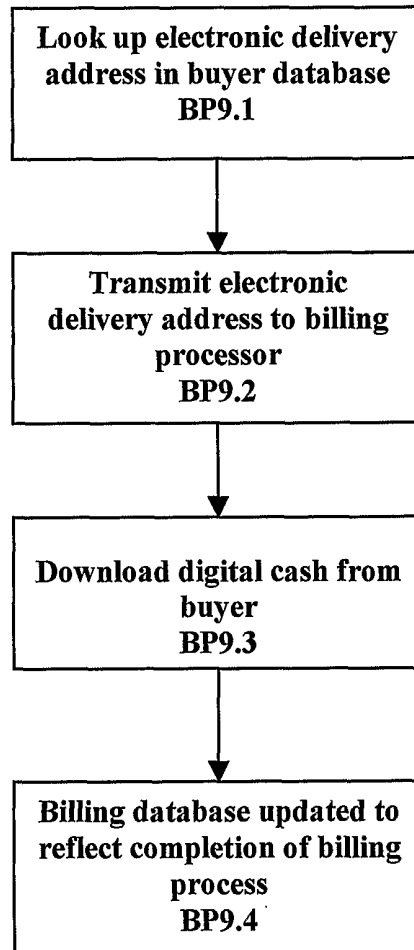 Look up electronic delivery
address in buyer database
BP9.1
Transmit electronic
delivery address to billing
processor
BP9.2
Download digital cash from
buyer
BP9.3
Billing database updated to
reflect completion of billing
process
BP9.4